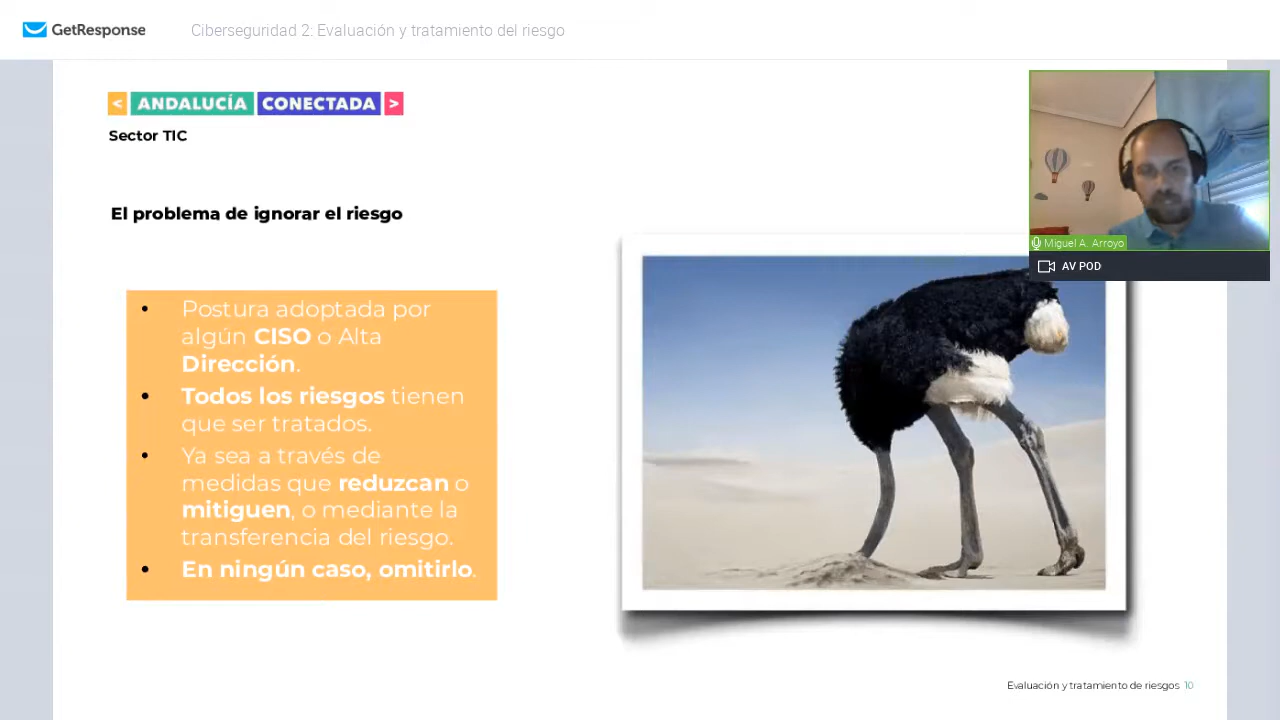 GetResponse
Ciberseguridad 2: Evaluación y tratamiento del riesgo
< ANDALUCÍA CONECTADA >
Sector TIC
Miguel A. Arroyo
AV POD
El problema de ignorar el riesgo
• Postura adoptada por
algún CISO o Alta
Dirección.
• Todos los riesgos tienen
que ser tratados.
• Ya sea a través de
medidas que reduzcan o
mitiguen, o mediante la
transferencia del riesgo.
• En ningún caso, omitirlo.
Evaluación y tratamiento de riesgos 10